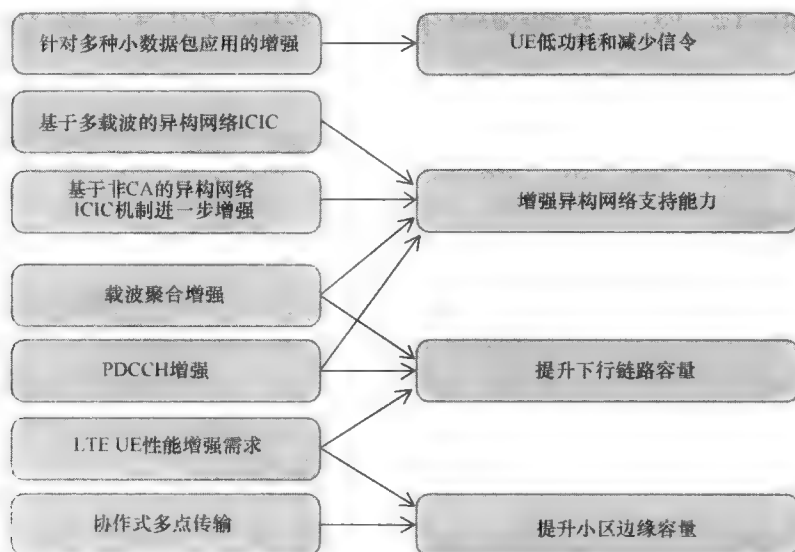 针对多种小数据包应用的增强
UE低功耗和减少信令
基于多载波的异构网络ICIC
基于非CA的异构网络
ICIC机制进一步增强
增强异构网络支持能力
载波聚合增强
PDCCH增强
提升下行链路容量
LTE UE性能增强需求
协作式多点传输
提升小区边缘容量